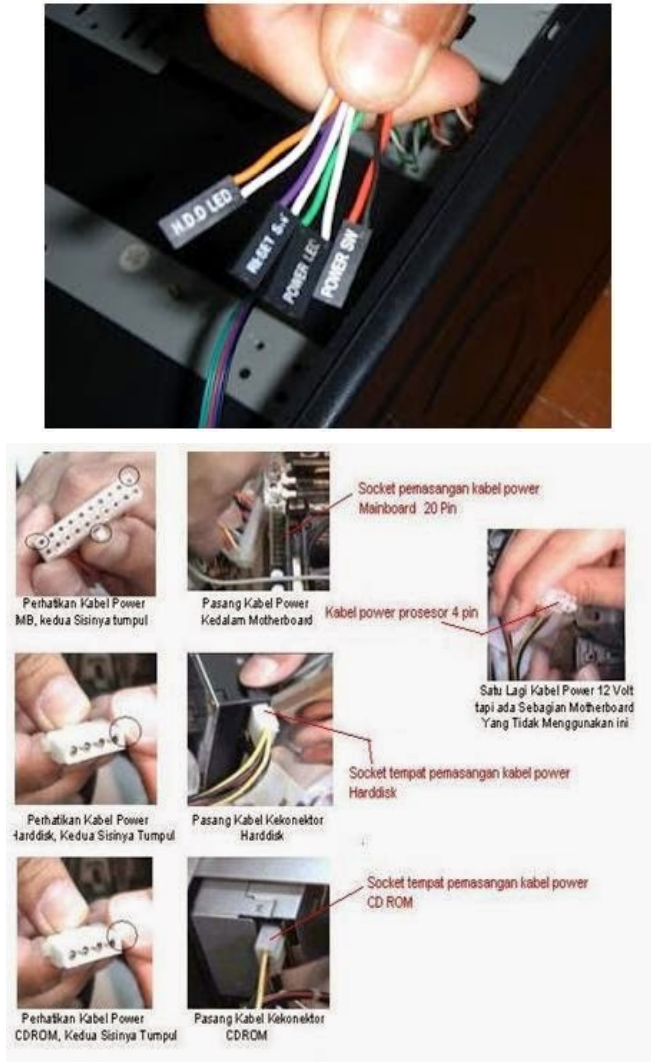 H.D.D LED
RESET SW
POWER LED
POWER SW
Socket pemasangan kabel power
Mainboard 20 Pin
Perhatikan Kabel Power
MB, kedua Sisinya tumpul
Pasang Kabel Power
Kedalam Motherboard
Kabel power prosesor 4 pin
Satu Lagi Kabel Power 12 Volt
tapi ada Sebagian Motherboard
Yang Tidak Menggunakan ini
Socket tempat pemasangan kabel power
Harddisk
Perhatikan Kabel Power
Harddisk, Kedua Sisinya Tumpul
Pasang Kabel Kekonektor
Harddisk
Socket tempat pemasangan kabel power
CD ROM
Perhatikan Kabel Power
CDROM, Kedua Sisinya Tumpul
Pasang Kabel Kekonektor
CDROM